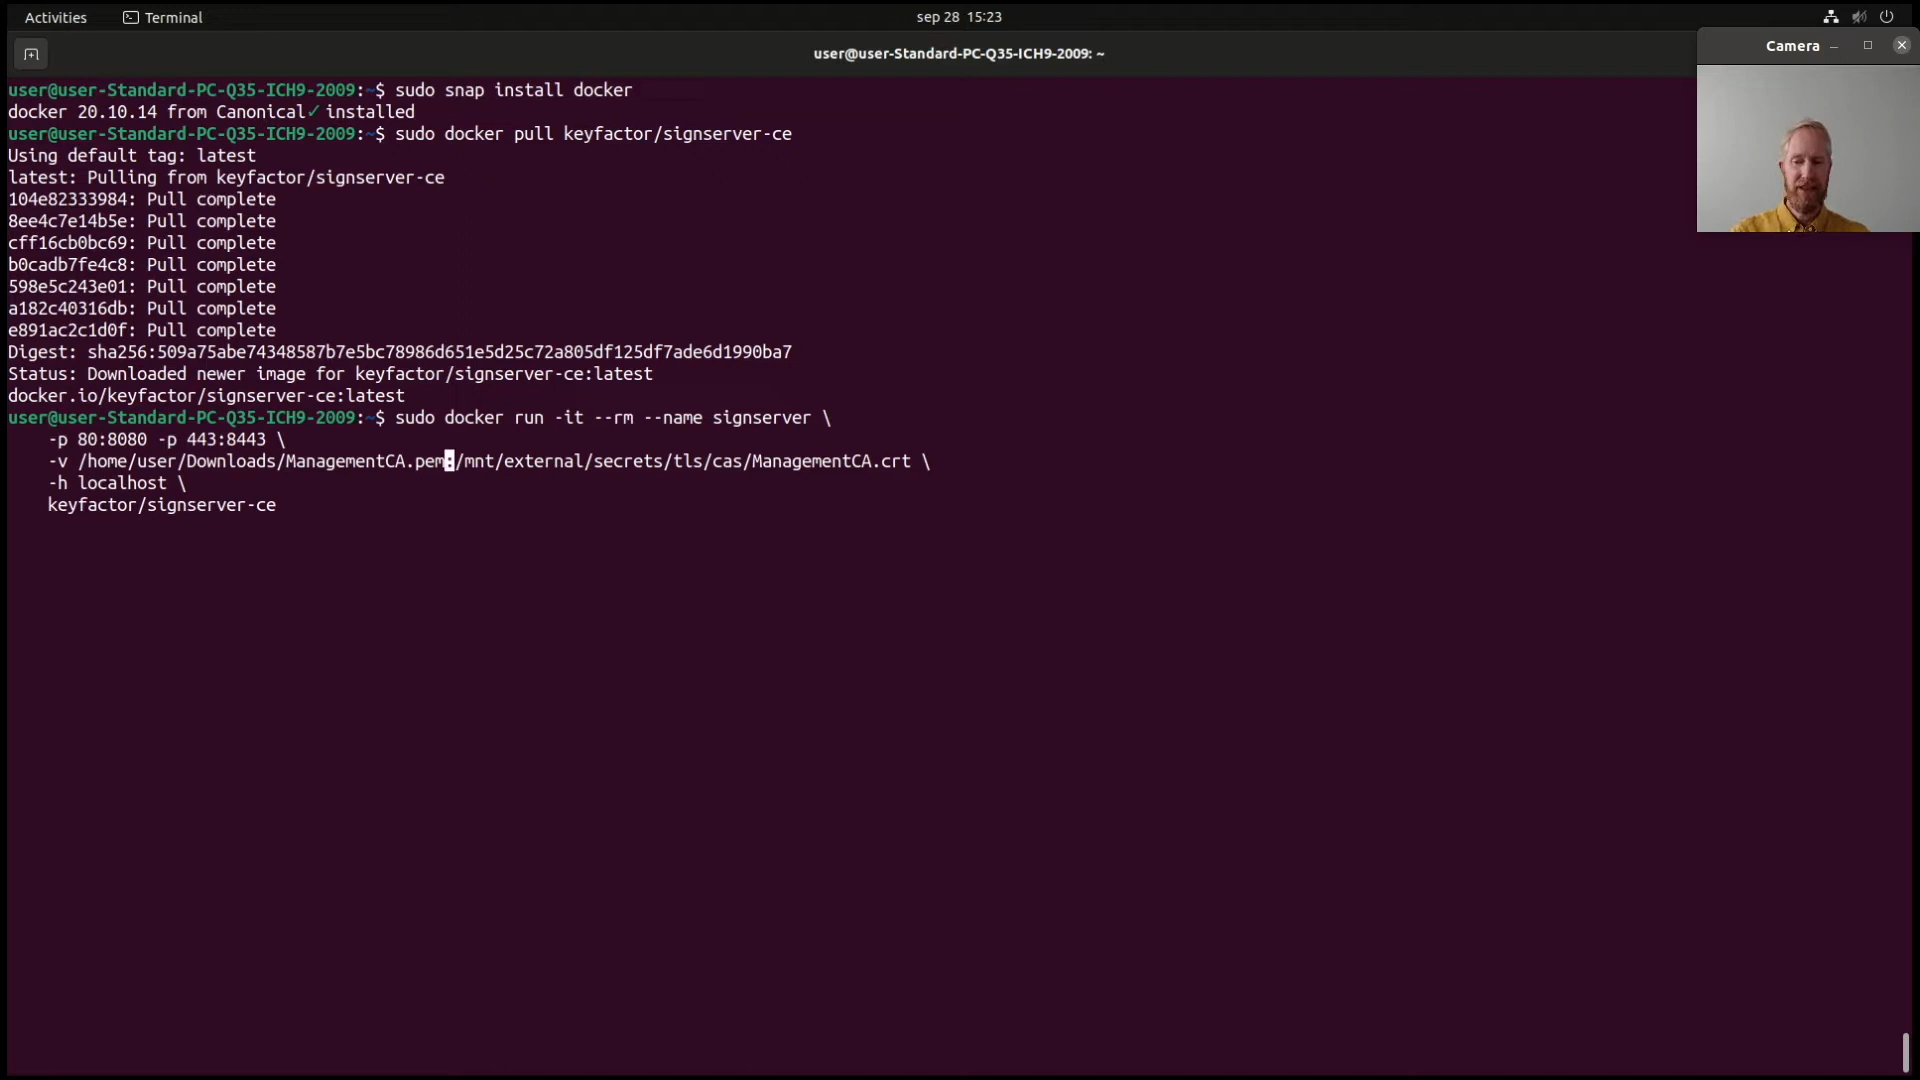 Activities Terminal sep 28 15:23
user@user-Standard-PC-Q35-ICH9-2009: ~
Camera
user@user-Standard-PC-Q35-ICH9-2009:~$ sudo snap install docker
docker 20.10.14 from Canonical✓ installed
user@user-Standard-PC-Q35-ICH9-2009:~$ sudo docker pull keyfactor/signserver-ce
Using default tag: latest
latest: Pulling from keyfactor/signserver-ce
104e82333984: Pull complete
8ee4c7e14b5e: Pull complete
cff16cb0bc69: Pull complete
b0cadb7fe4c8: Pull complete
598e5c243e01: Pull complete
a182c40316db: Pull complete
e891ac2c1d0f: Pull complete
Digest: sha256:509a75abe74348587b7e5bc78986d651e5d25c72a805df125df7ade6d1990ba7
Status: Downloaded newer image for keyfactor/signserver-ce:latest
docker.io/keyfactor/signserver-ce:latest
user@user-Standard-PC-Q35-ICH9-2009:~$ sudo docker run -it --rm --name signserver \
    -p 80:8080 -p 443:8443 \
    -v /home/user/Downloads/ManagementCA.pem:/mnt/external/secrets/tls/cas/ManagementCA.crt \
    -h localhost \
    keyfactor/signserver-ce